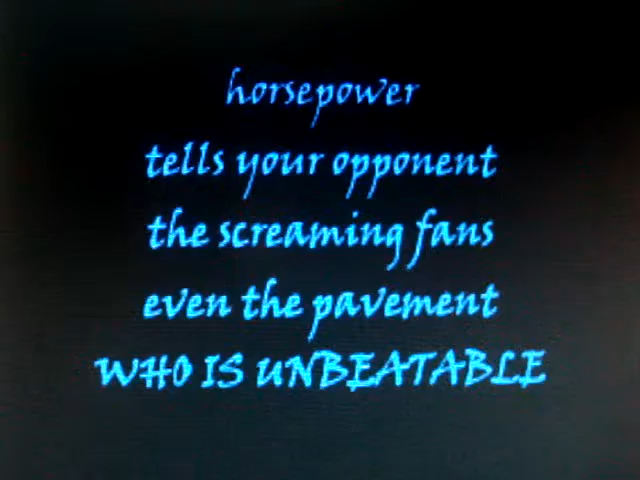 horsepower
tells your opponent
the screaming fans
even the pavement
WHO IS UNBEATABLE